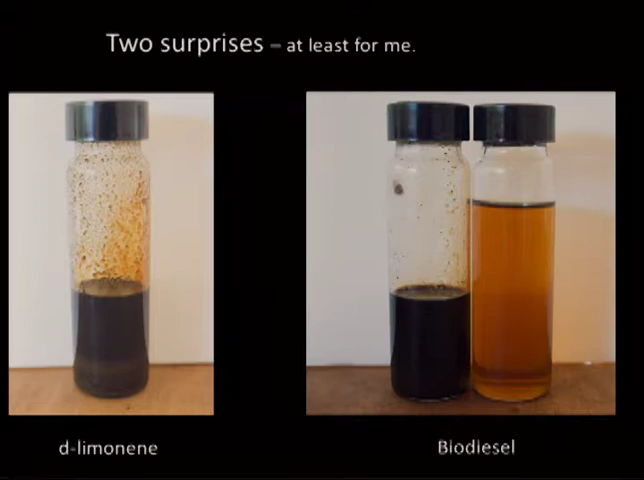 Two surprises – at least for me.
d-limonene
Biodiesel